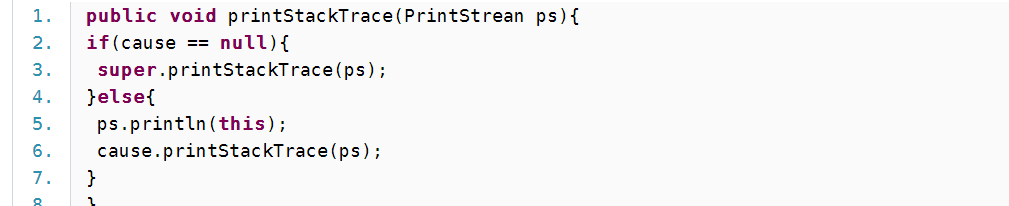 1. public void printStackTrace(PrintStrean ps){
2. if(cause == null){
3. super.printStackTrace(ps);
4. }else{
5. ps.println(this);
6. cause.printStackTrace(ps);
7. }
8. }